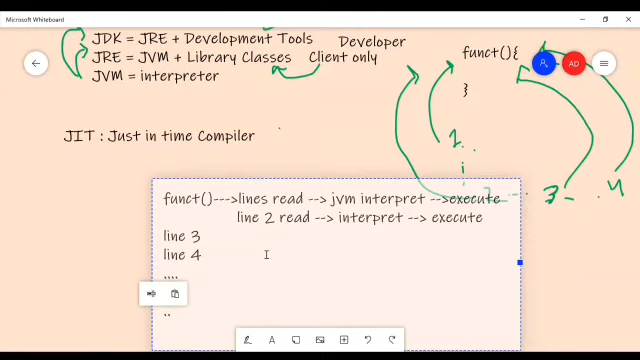 Microsoft Whiteboard
JDK = JRE + Development Tools Developer
JRE = JVM + Library Classes Client only
JVM = interpreter
funct(){
}
AD
JIT : Just in time Compiler
1
2
3
4
funct()--->lines read --> jvm interpret -->execute
line 2 read --> interpret --> execute
line 3
line 4
,,,,
..
A